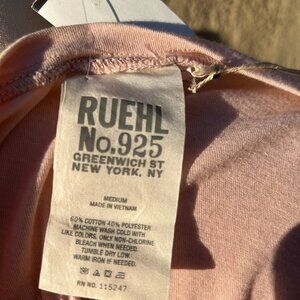 RUEHL
No.925
GREENWICH ST
NEW YORK, NY
MEDIUM
MADE IN VIETNAM
60% COTTON 40% POLYESTER
MACHINE WASH COLD WITH
LIKE COLORS, ONLY NON-CHLORINE
BLEACH WHEN NEEDED.
TUMBLE DRY LOW.
WARM IRON IF NEEDED.
RN NO. 115247